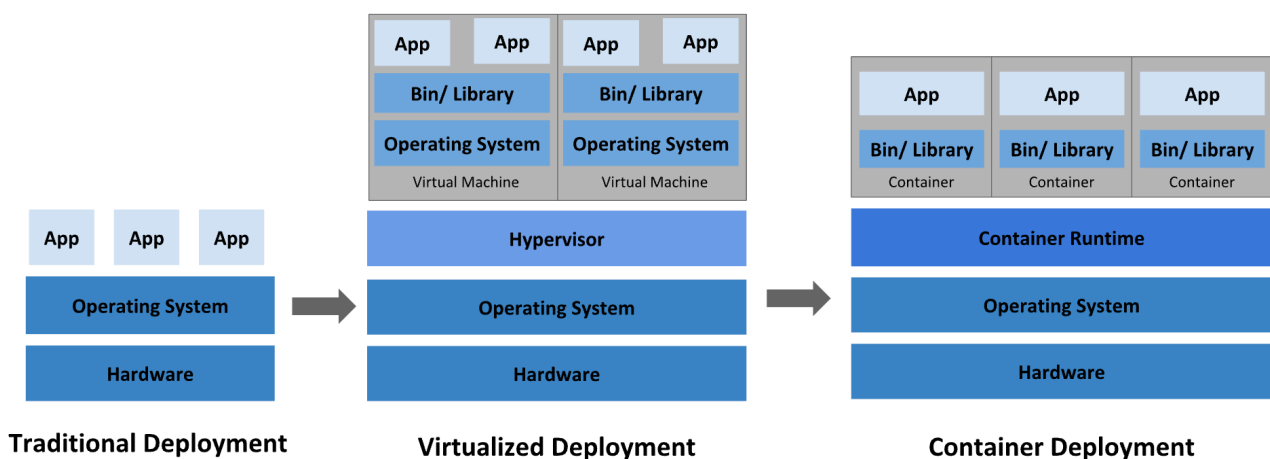 App
App
App
Operating System
Hardware
Traditional Deployment
App
App
Bin/ Library
Operating System
Virtual Machine
App
App
Bin/ Library
Operating System
Virtual Machine
Hypervisor
Operating System
Hardware
Virtualized Deployment
App
Bin/ Library
Container
App
Bin/ Library
Container
App
Bin/ Library
Container
Container Runtime
Operating System
Hardware
Container Deployment